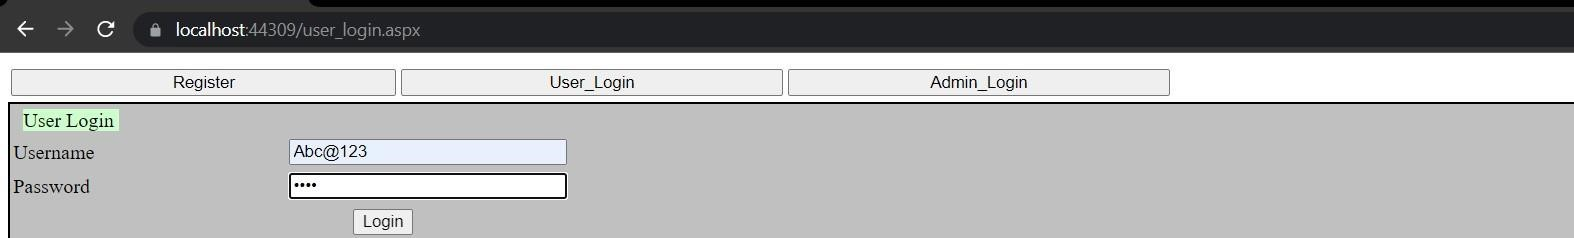 localhost:44309/user_login.aspx
Register User_Login Admin_Login
User Login
Username Abc@123
Password ••••
Login